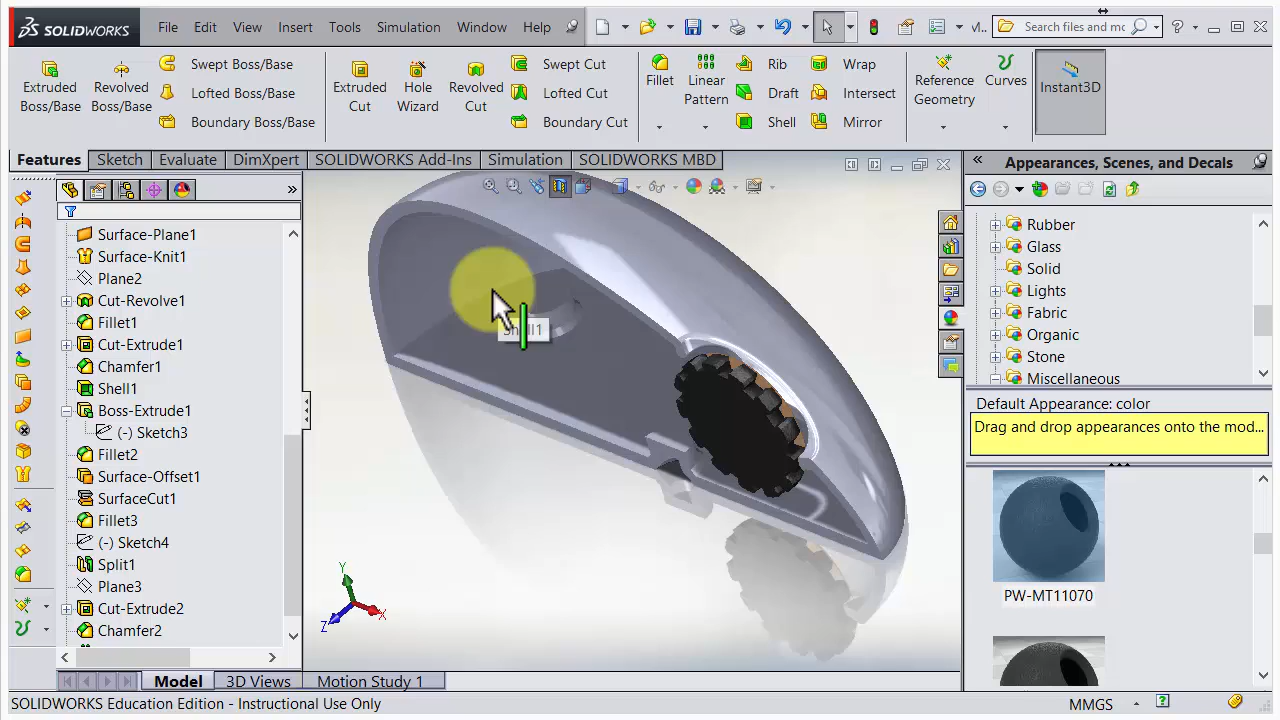 SOLIDWORKS File Edit View Insert Tools Simulation Window Help Search files and mo
Extruded Boss/Base
Revolved Boss/Base
Swept Boss/Base
Lofted Boss/Base
Boundary Boss/Base
Extruded Cut
Hole Wizard
Revolved Cut
Swept Cut
Lofted Cut
Boundary Cut
Fillet
Linear Pattern
Rib
Draft
Shell
Wrap
Intersect
Mirror
Reference Geometry
Curves
Instant3D
Features Sketch Evaluate DimXpert SOLIDWORKS Add-Ins Simulation SOLIDWORKS MBD
Surface-Plane1
Surface-Knit1
Plane2
Cut-Revolve1
Fillet1
Cut-Extrude1
Chamfer1
Shell1
Boss-Extrude1
(-) Sketch3
Fillet2
Surface-Offset1
SurfaceCut1
Fillet3
(-) Sketch4
Split1
Plane3
Cut-Extrude2
Chamfer2
Y
X
Z
Appearances, Scenes, and Decals
Rubber
Glass
Solid
Lights
Fabric
Organic
Stone
Miscellaneous
Default Appearance: color
Drag and drop appearances onto the mod...
PW-MT11070
Model 3D Views Motion Study 1
SOLIDWORKS Education Edition - Instructional Use Only MMGS